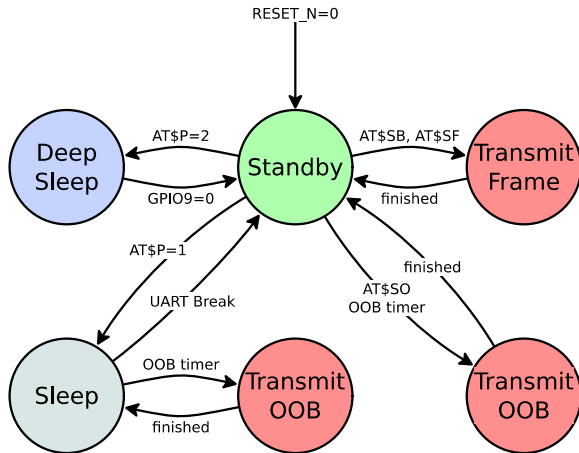 RESET_N=0
AT$P=2
AT$SB, AT$SF
Deep
Sleep
Standby
Transmit
Frame
GPIO9=0
finished
AT$P=1
finished
UART Break
AT$SO
OOB timer
OOB timer
Sleep
Transmit
OOB
Transmit
OOB
finished